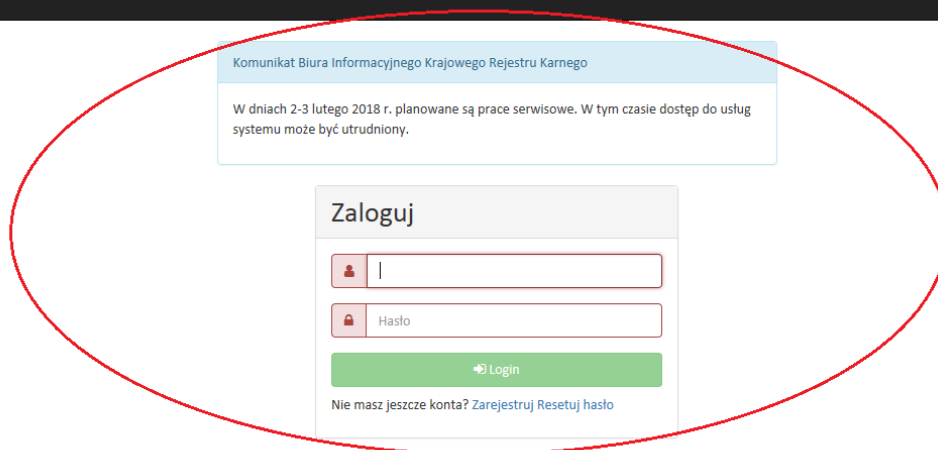 Komunikat Biura Informacyjnego Krajowego Rejestru Karnego
W dniach 2-3 lutego 2018 r. planowane są prace serwisowe. W tym czasie dostęp do usług
systemu może być utrudniony.
Zaloguj
Hasło
Login
Nie masz jeszcze konta? Zarejestruj Resetuj hasło